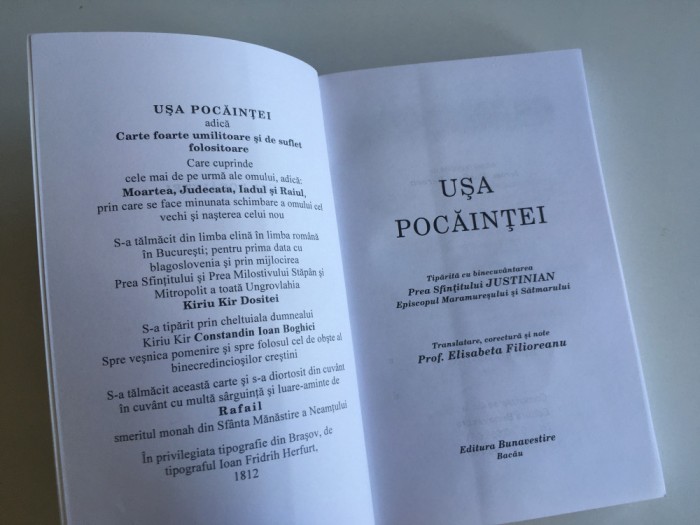 UŞA POCĂINŢEI
adică
Carte foarte umilitoare şi de suflet
folositoare
Care cuprinde
cele mai de pe urmă ale omului, adică:
Moartea, Judecata, Iadul şi Raiul,
prin care se face minunata schimbare a omului cel
vechi şi naşterea celui nou
S-a tălmăcit din limba elină în limba română
în Bucureşti; pentru prima data cu
blagoslovenia şi prin mijlocirea
Prea Sfinţitului şi Prea Milostivului Stăpân şi
Mitropolit a toată Ungrovlahia
Kiriu Kir Dositei
S-a tipărit prin cheltuiala dumnealui
Kiriu Kir Constandin Ioan Boghici
Spre veşnica pomenire şi spre folosul cel de obşte al
binecredincioşilor creştini
S-a tălmăcit această carte şi s-a diortosit din cuvânt
în cuvânt cu multă sârguinţă şi luare-aminte de
Rafail
smeritul monah din Sfânta Mănăstire a Neamţului
În privilegiata tipografie din Braşov, de
tipograful Ioan Fridrih Herfurt,
1812
UŞA
POCĂINŢEI
Tipărită cu binecuvântarea
Prea Sfinţitului JUSTINIAN
Episcopul Maramureşului şi Sătmarului
Translatare, corectură şi note
Prof. Elisabeta Filioreanu
Editura Bunavestire
Bacău